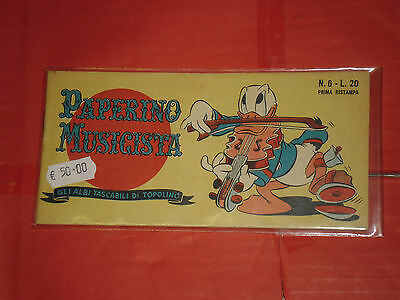 N. 6 - L. 20
PRIMA RISTAMPA
PAPERINO
MUSICISTA
GLI ALBI TASCABILI DI TOPOLINO
€ 50.00